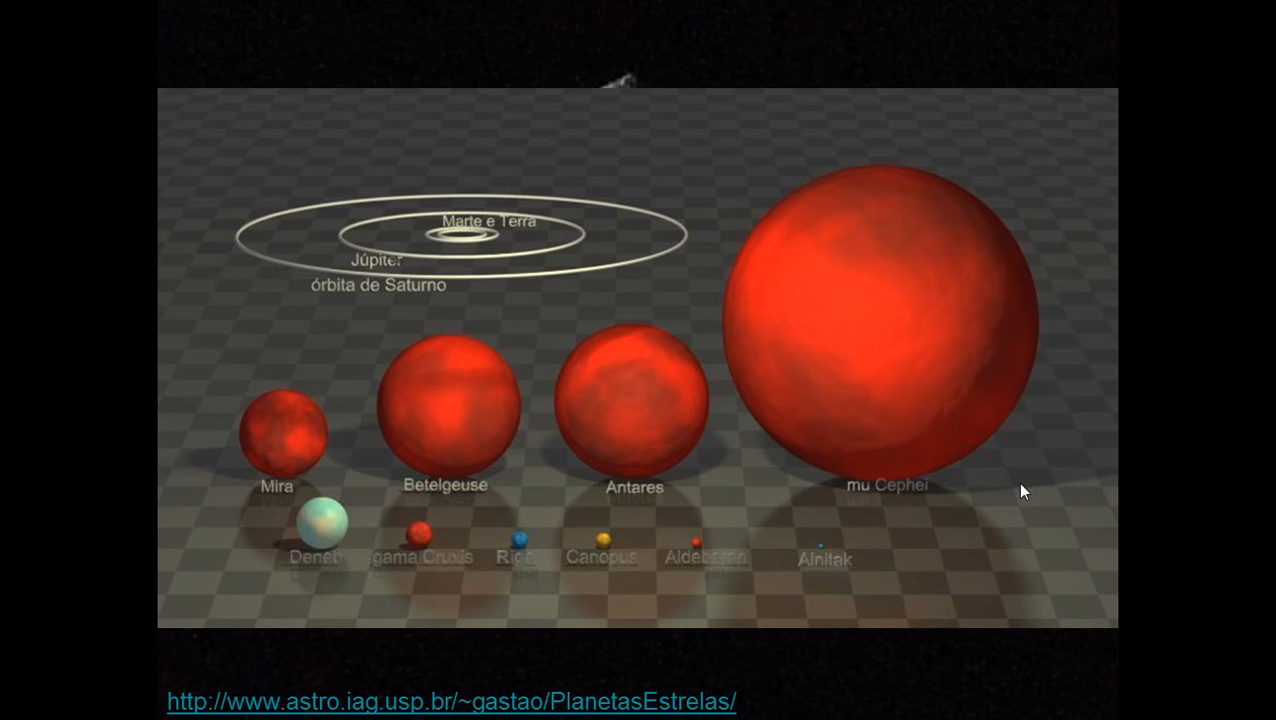 Marte e Terra
Júpiter
órbita de Saturno
Mira
Betelgeuse
Antares
mu Cephei
Deneb
gama Cruxis
Rigel
Canopus
Aldebaran
Alnitak
http://www.astro.iag.usp.br/~gastao/PlanetasEstrelas/